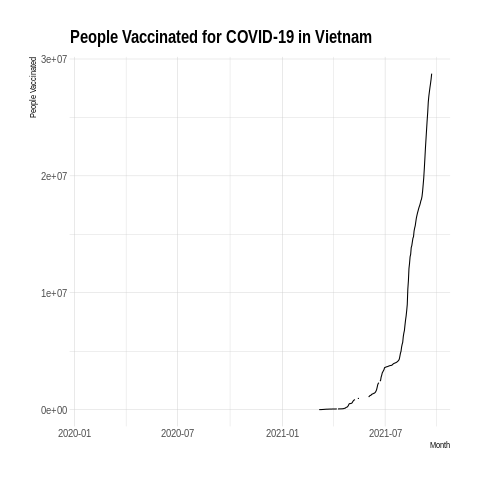 People Vaccinated for COVID-19 in Vietnam
People Vaccinated
3e+07
2e+07
1e+07
0e+00
2020-01
2020-07
2021-01
2021-07
Month